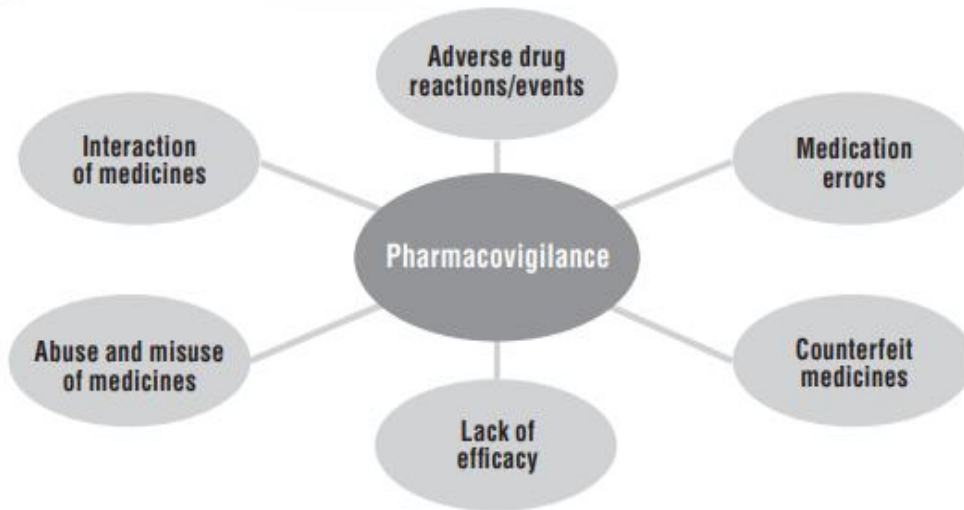 Adverse drug
reactions/events
Interaction
of medicines
Medication
errors
Pharmacovigilance
Abuse and misuse
of medicines
Counterfeit
medicines
Lack of
efficacy